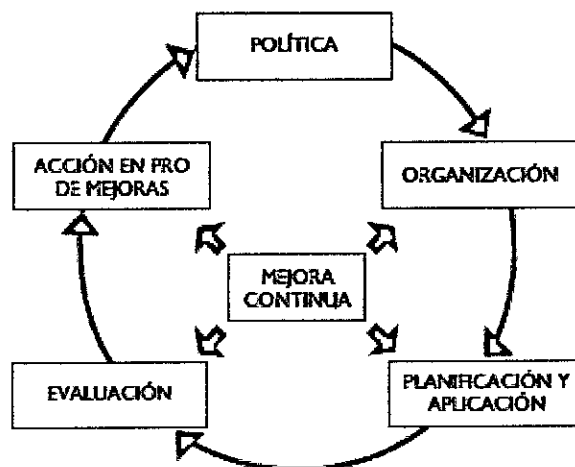 POLÍTICA
ORGANIZACIÓN
PLANIFICACIÓN Y
APLICACIÓN
EVALUACIÓN
ACCIÓN EN PRO
DE MEJORAS
MEJORA
CONTINUA